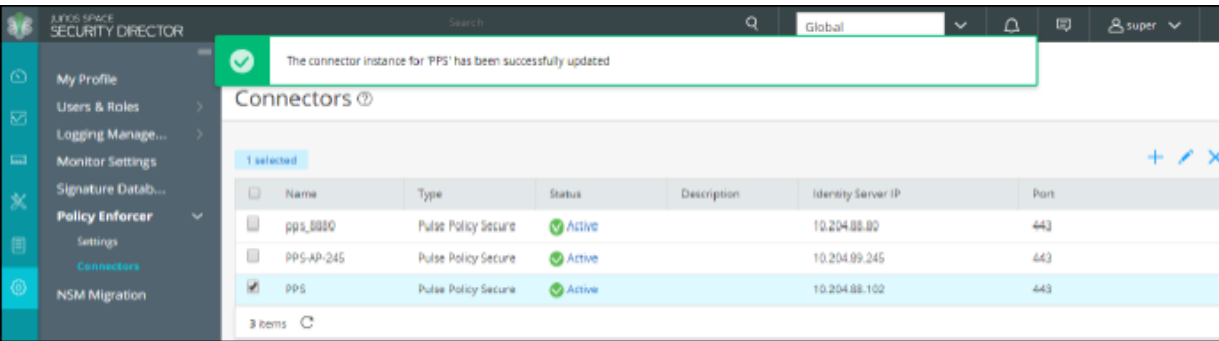 JUNOS SPACE
SECURITY DIRECTOR
Search
Global
super
The connector instance for 'PPS' has been successfully updated
My Profile
Users & Roles
Logging Manage...
Monitor Settings
Signature Datab...
Policy Enforcer
Settings
Connectors
NSM Migration
Connectors
1 selected
Name Type Status Description Identity Server IP Port
pps_8880 Pulse Policy Secure Active 10.204.88.80 443
PPS-AP-245 Pulse Policy Secure Active 10.204.89.245 443
PPS Pulse Policy Secure Active 10.204.88.102 443
3 items